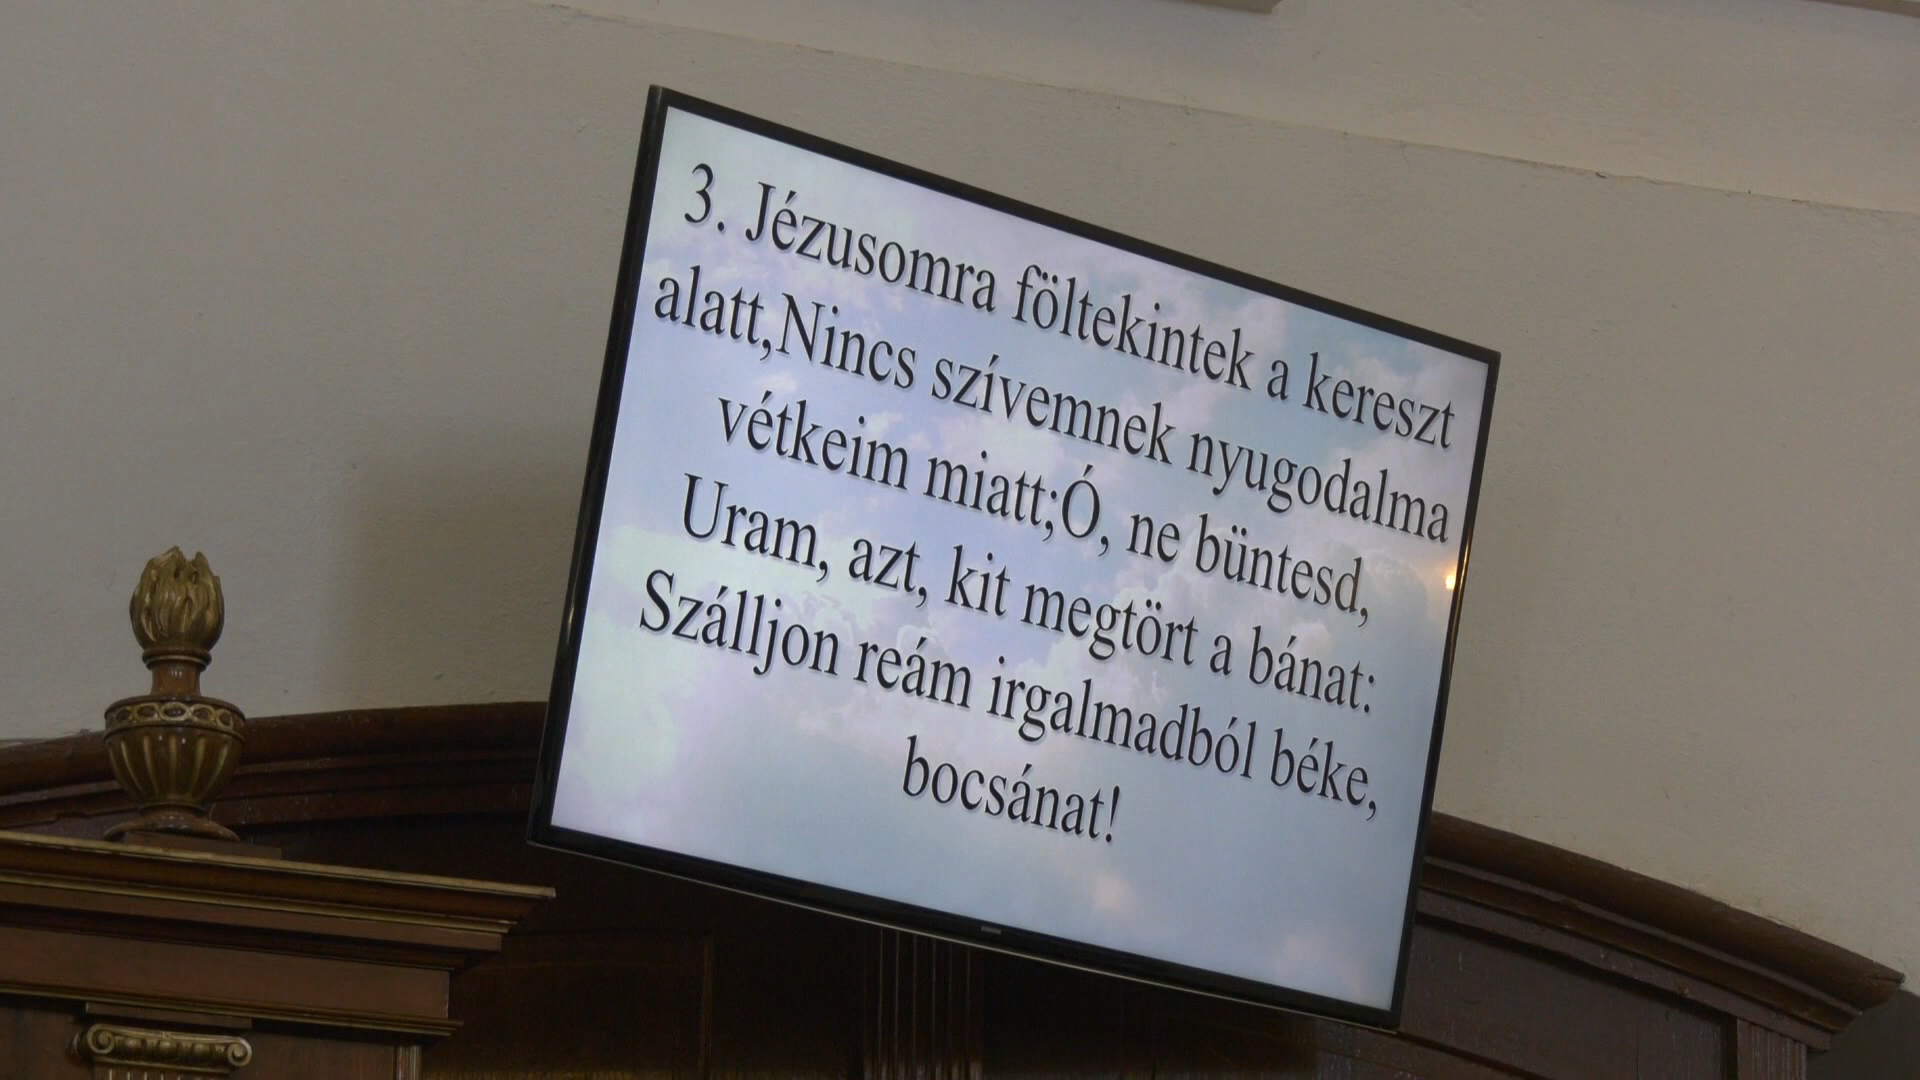 3. Jézusomra föltekintek a kereszt
alatt,Nincs szívemnek nyugodalma
vétkeim miatt;Ó, ne büntesd,
Uram, azt, kit megtört a bánat:
Szálljon reám irgalmadból béke,
bocsánat!